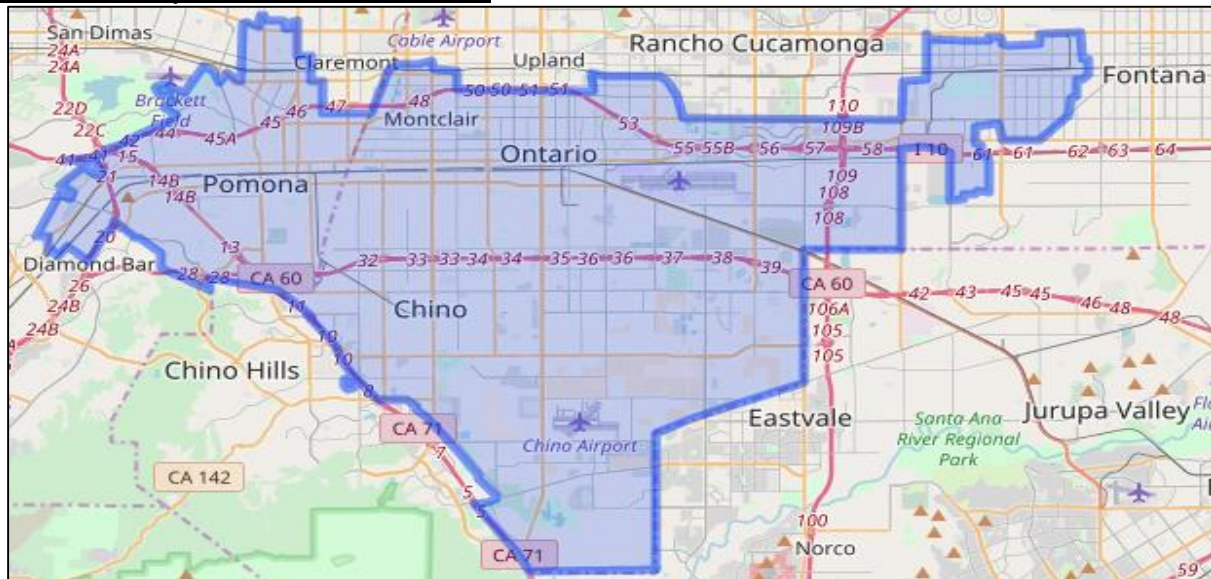 San Dimas
24A
24A
22D
22C
Brackett
Field
Cable Airport
Claremont
Upland
Rancho Cucamonga
Fontana
50 50 51 51
48
47
46
45
45A
44
42
41
41
15
21
14B
14B
Montclair
53
110
109B
55 55B 56 57 58
I 10
61 61 62 63 64
Ontario
109
108
108
Pomona
20
13
Diamond Bar
28 28
CA 60
32 33 33 34 34 35 36 36 37 38 39
CA 60
42 43 45 45 46 48 48
26
24B
24B
11
Chino
106A
105
105
10
10
Chino Hills
8
Eastvale
Jurupa Valley
Santa Ana
River Regional
Park
CA 71
Chino Airport
7
CA 142
5
5
100
CA 71
Norco
59